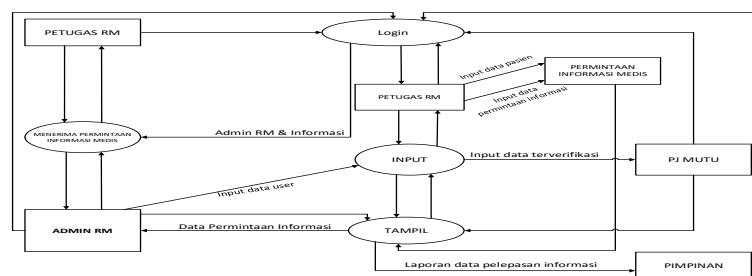 PETUGAS RM
Login
Input data pasien
PERMINTAAN
INFORMASI MEDIS
PETUGAS RM
Input data
permintaan informasi
MENERIMA PERMINTAAN
INFORMASI MEDIS
Admin RM & Informasi
INPUT
Input data terverifikasi
PJ MUTU
Input data user
ADMIN RM
Data Permintaan Informasi
TAMPIL
Laporan data pelepasan informasi
PIMPINAN